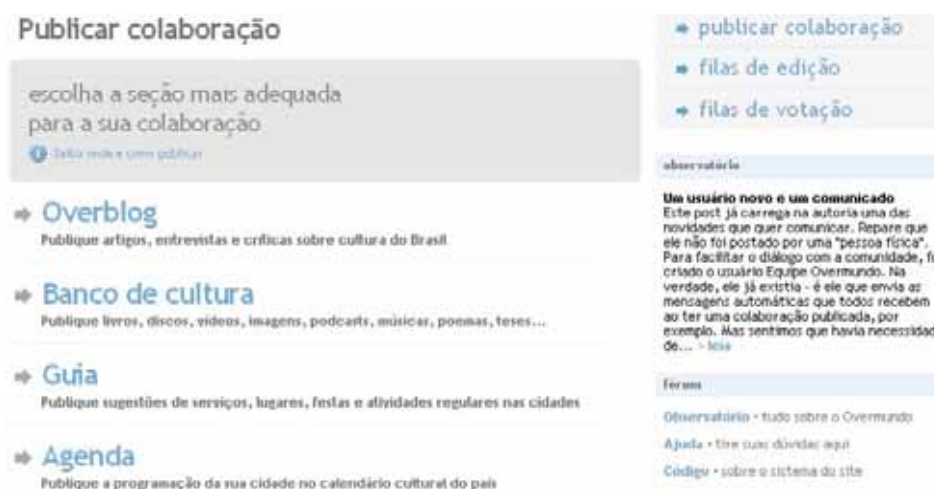 Publicar colaboração
escolha a seção mais adequada
para a sua colaboração
Saiba onde e como publicar
Overblog
Publique artigos, entrevistas e críticas sobre cultura do Brasil
Banco de cultura
Publique livros, discos, vídeos, imagens, podcasts, músicas, poemas, teses...
Guia
Publique sugestões de serviços, lugares, festas e atividades regulares nas cidades
Agenda
Publique a programação da sua cidade no calendário cultural do país
publicar colaboração
filas de edição
filas de votação
observatório
Um usuário novo e um comunicado
Este post já carrega na autoria uma das
novidades que quer comunicar. Repare que
ele não foi postado por uma "pessoa física".
Para facilitar o diálogo com a comunidade, f
criado o usuário Equipe Overmundo. Na
verdade, ele já existia - é ele que envia as
mensagens automáticas que todos recebem
ao ter uma colaboração publicada, por
exemplo. Mas sentimos que havia necessidad
de... > leia
fórum
Observatório • tudo sobre o Overmundo
Ajuda • tire suas dúvidas aqui
Código • sobre o sistema do site